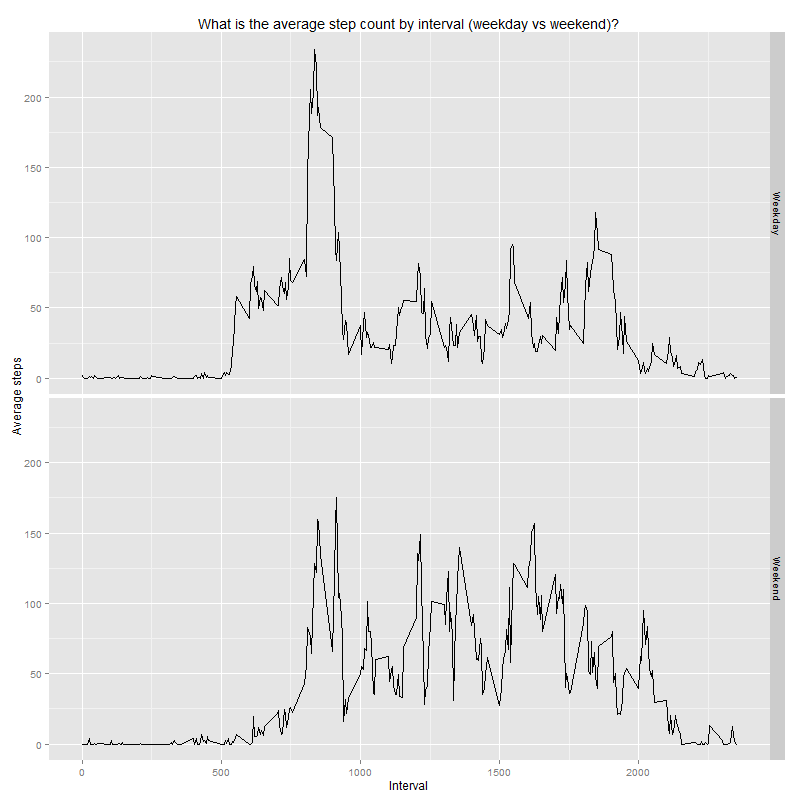 What is the average step count by interval (weekday vs weekend)?
200
150
100
50
0
Weekday
Average steps
200
150
100
50
0
Weekend
0 500 1000 1500 2000
Interval